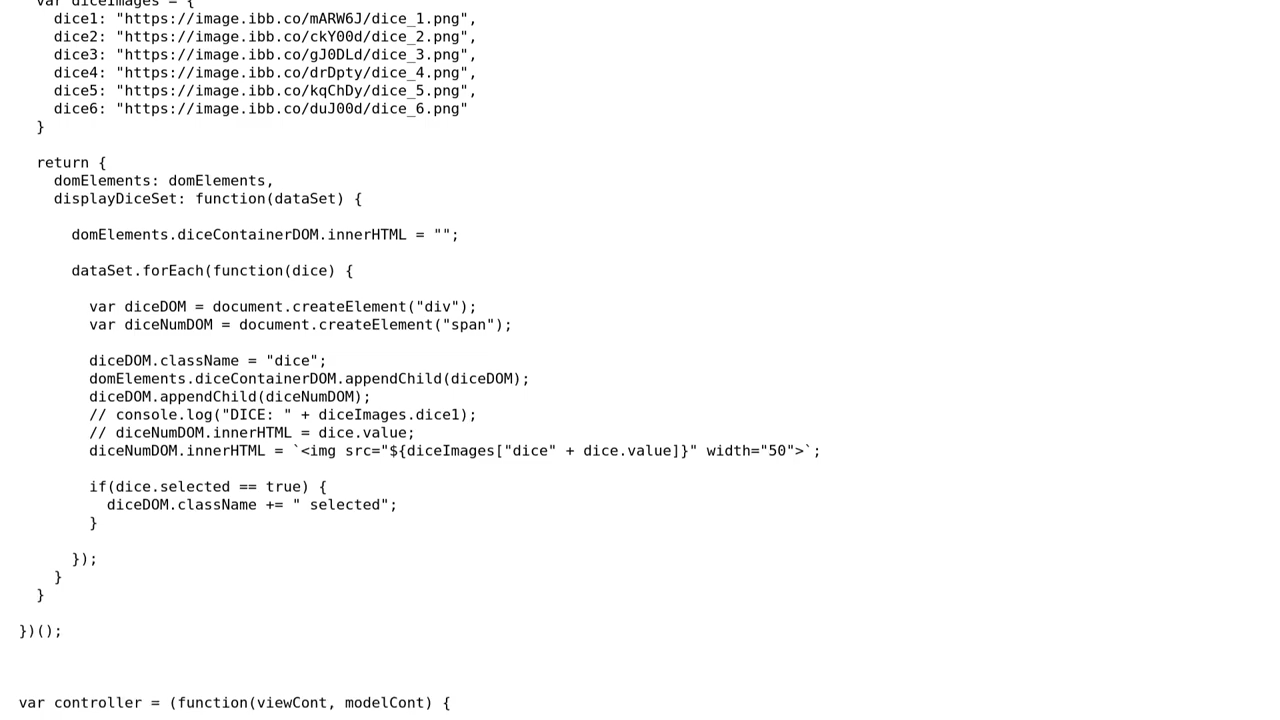 var diceImages = {
dice1: "https://image.ibb.co/mARW6J/dice_1.png",
dice2: "https://image.ibb.co/ckY00d/dice_2.png",
dice3: "https://image.ibb.co/gJ0DLd/dice_3.png",
dice4: "https://image.ibb.co/drDpty/dice_4.png",
dice5: "https://image.ibb.co/kqChDy/dice_5.png",
dice6: "https://image.ibb.co/duJ00d/dice_6.png"
}
return {
domElements: domElements,
displayDiceSet: function(dataSet) {
domElements.diceContainerDOM.innerHTML = "";
dataSet.forEach(function(dice) {
var diceDOM = document.createElement("div");
var diceNumDOM = document.createElement("span");
diceDOM.className = "dice";
domElements.diceContainerDOM.appendChild(diceDOM);
diceDOM.appendChild(diceNumDOM);
// console.log("DICE: " + diceImages.dice1);
// diceNumDOM.innerHTML = dice.value;
diceNumDOM.innerHTML = `<img src="${diceImages["dice" + dice.value]}" width="50">`;
if(dice.selected == true) {
diceDOM.className += " selected";
}
});
}
}
})();
var controller = (function(viewCont, modelCont) {